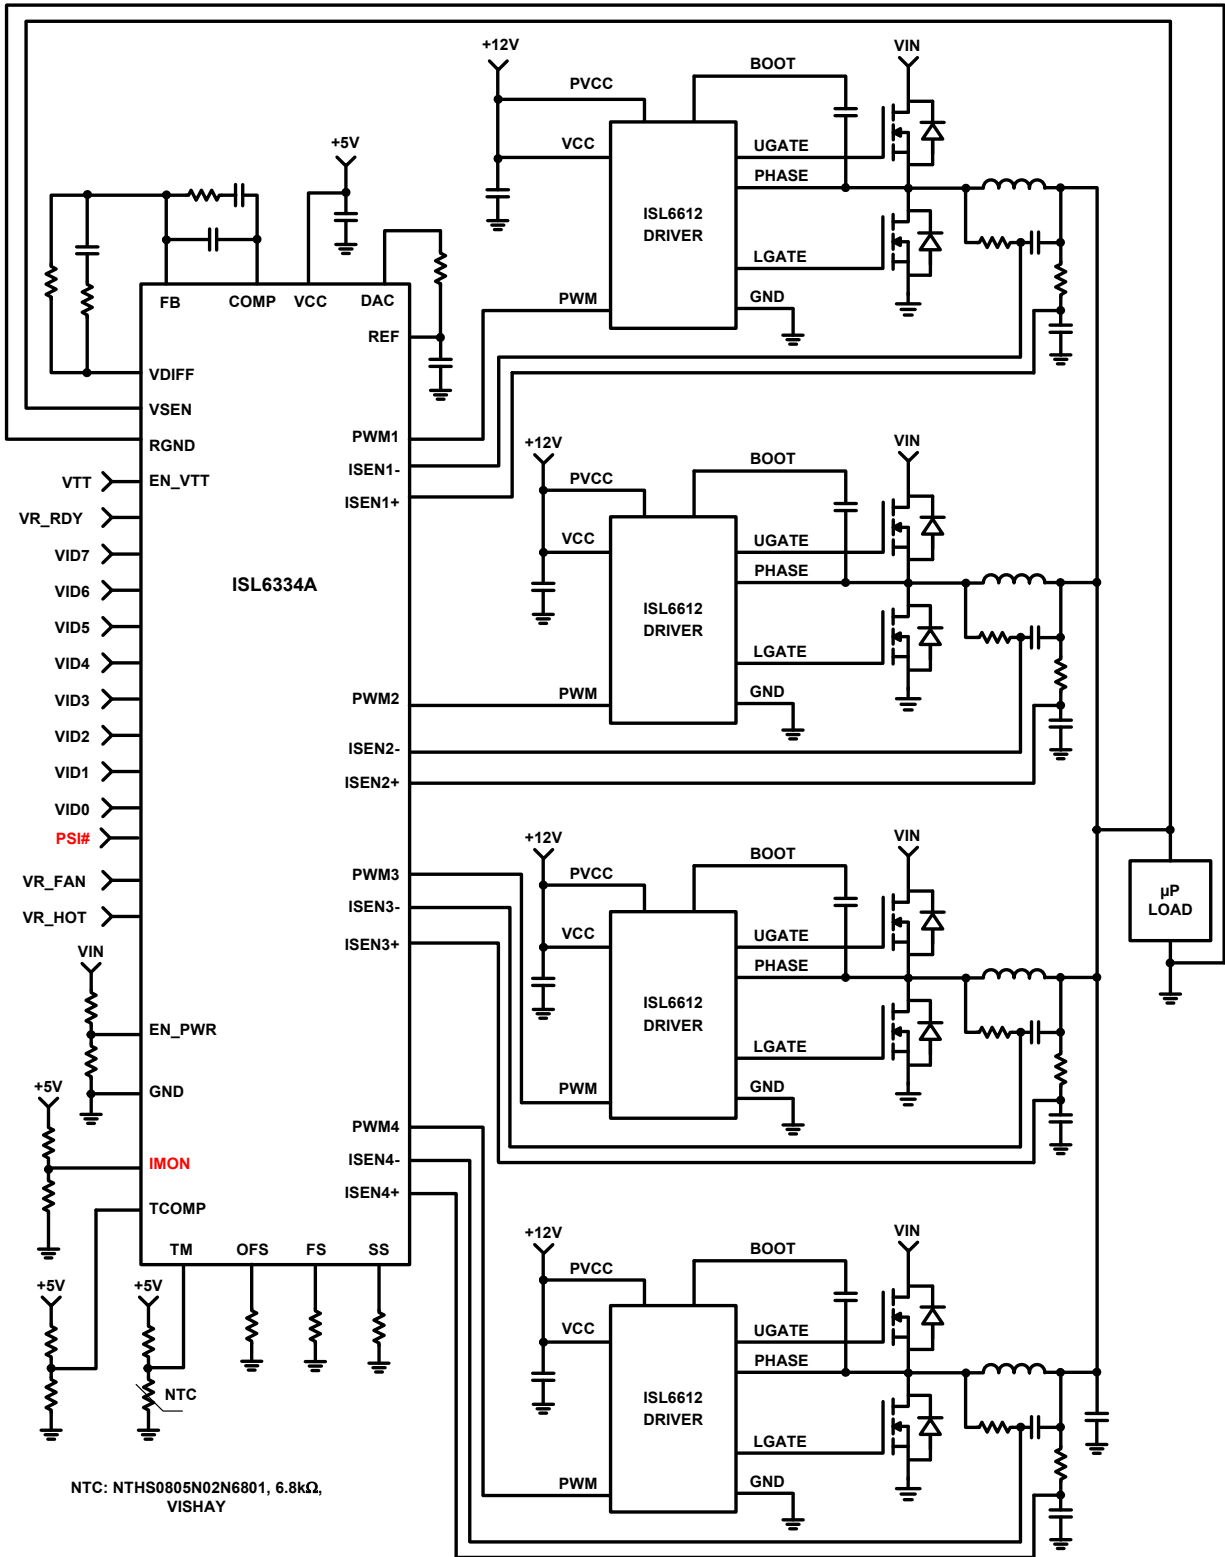 +12V
PVCC
VCC
BOOT
VIN
UGATE
PHASE
ISL6612
DRIVER
LGATE
PWM
GND
+5V
FB
COMP
VCC
DAC
REF
VDIFF
VSEN
RGND
VTT
EN_VTT
VR_RDY
VID7
VID6
VID5
VID4
VID3
VID2
VID1
VID0
PSI#
VR_FAN
VR_HOT
VIN
EN_PWR
GND
+5V
IMON
TCOMP
TM
OFS
FS
SS
ISL6334A
PWM1
ISEN1-
ISEN1+
PWM2
ISEN2-
ISEN2+
PWM3
ISEN3-
ISEN3+
PWM4
ISEN4-
ISEN4+
+12V
PVCC
VCC
BOOT
VIN
UGATE
PHASE
ISL6612
DRIVER
LGATE
PWM
GND
+12V
PVCC
VCC
BOOT
VIN
UGATE
PHASE
ISL6612
DRIVER
LGATE
PWM
GND
µP
LOAD
+12V
PVCC
VCC
BOOT
VIN
UGATE
PHASE
ISL6612
DRIVER
LGATE
PWM
GND
+5V
+5V
NTC
NTC: NTHS0805N02N6801, 6.8kΩ,
VISHAY